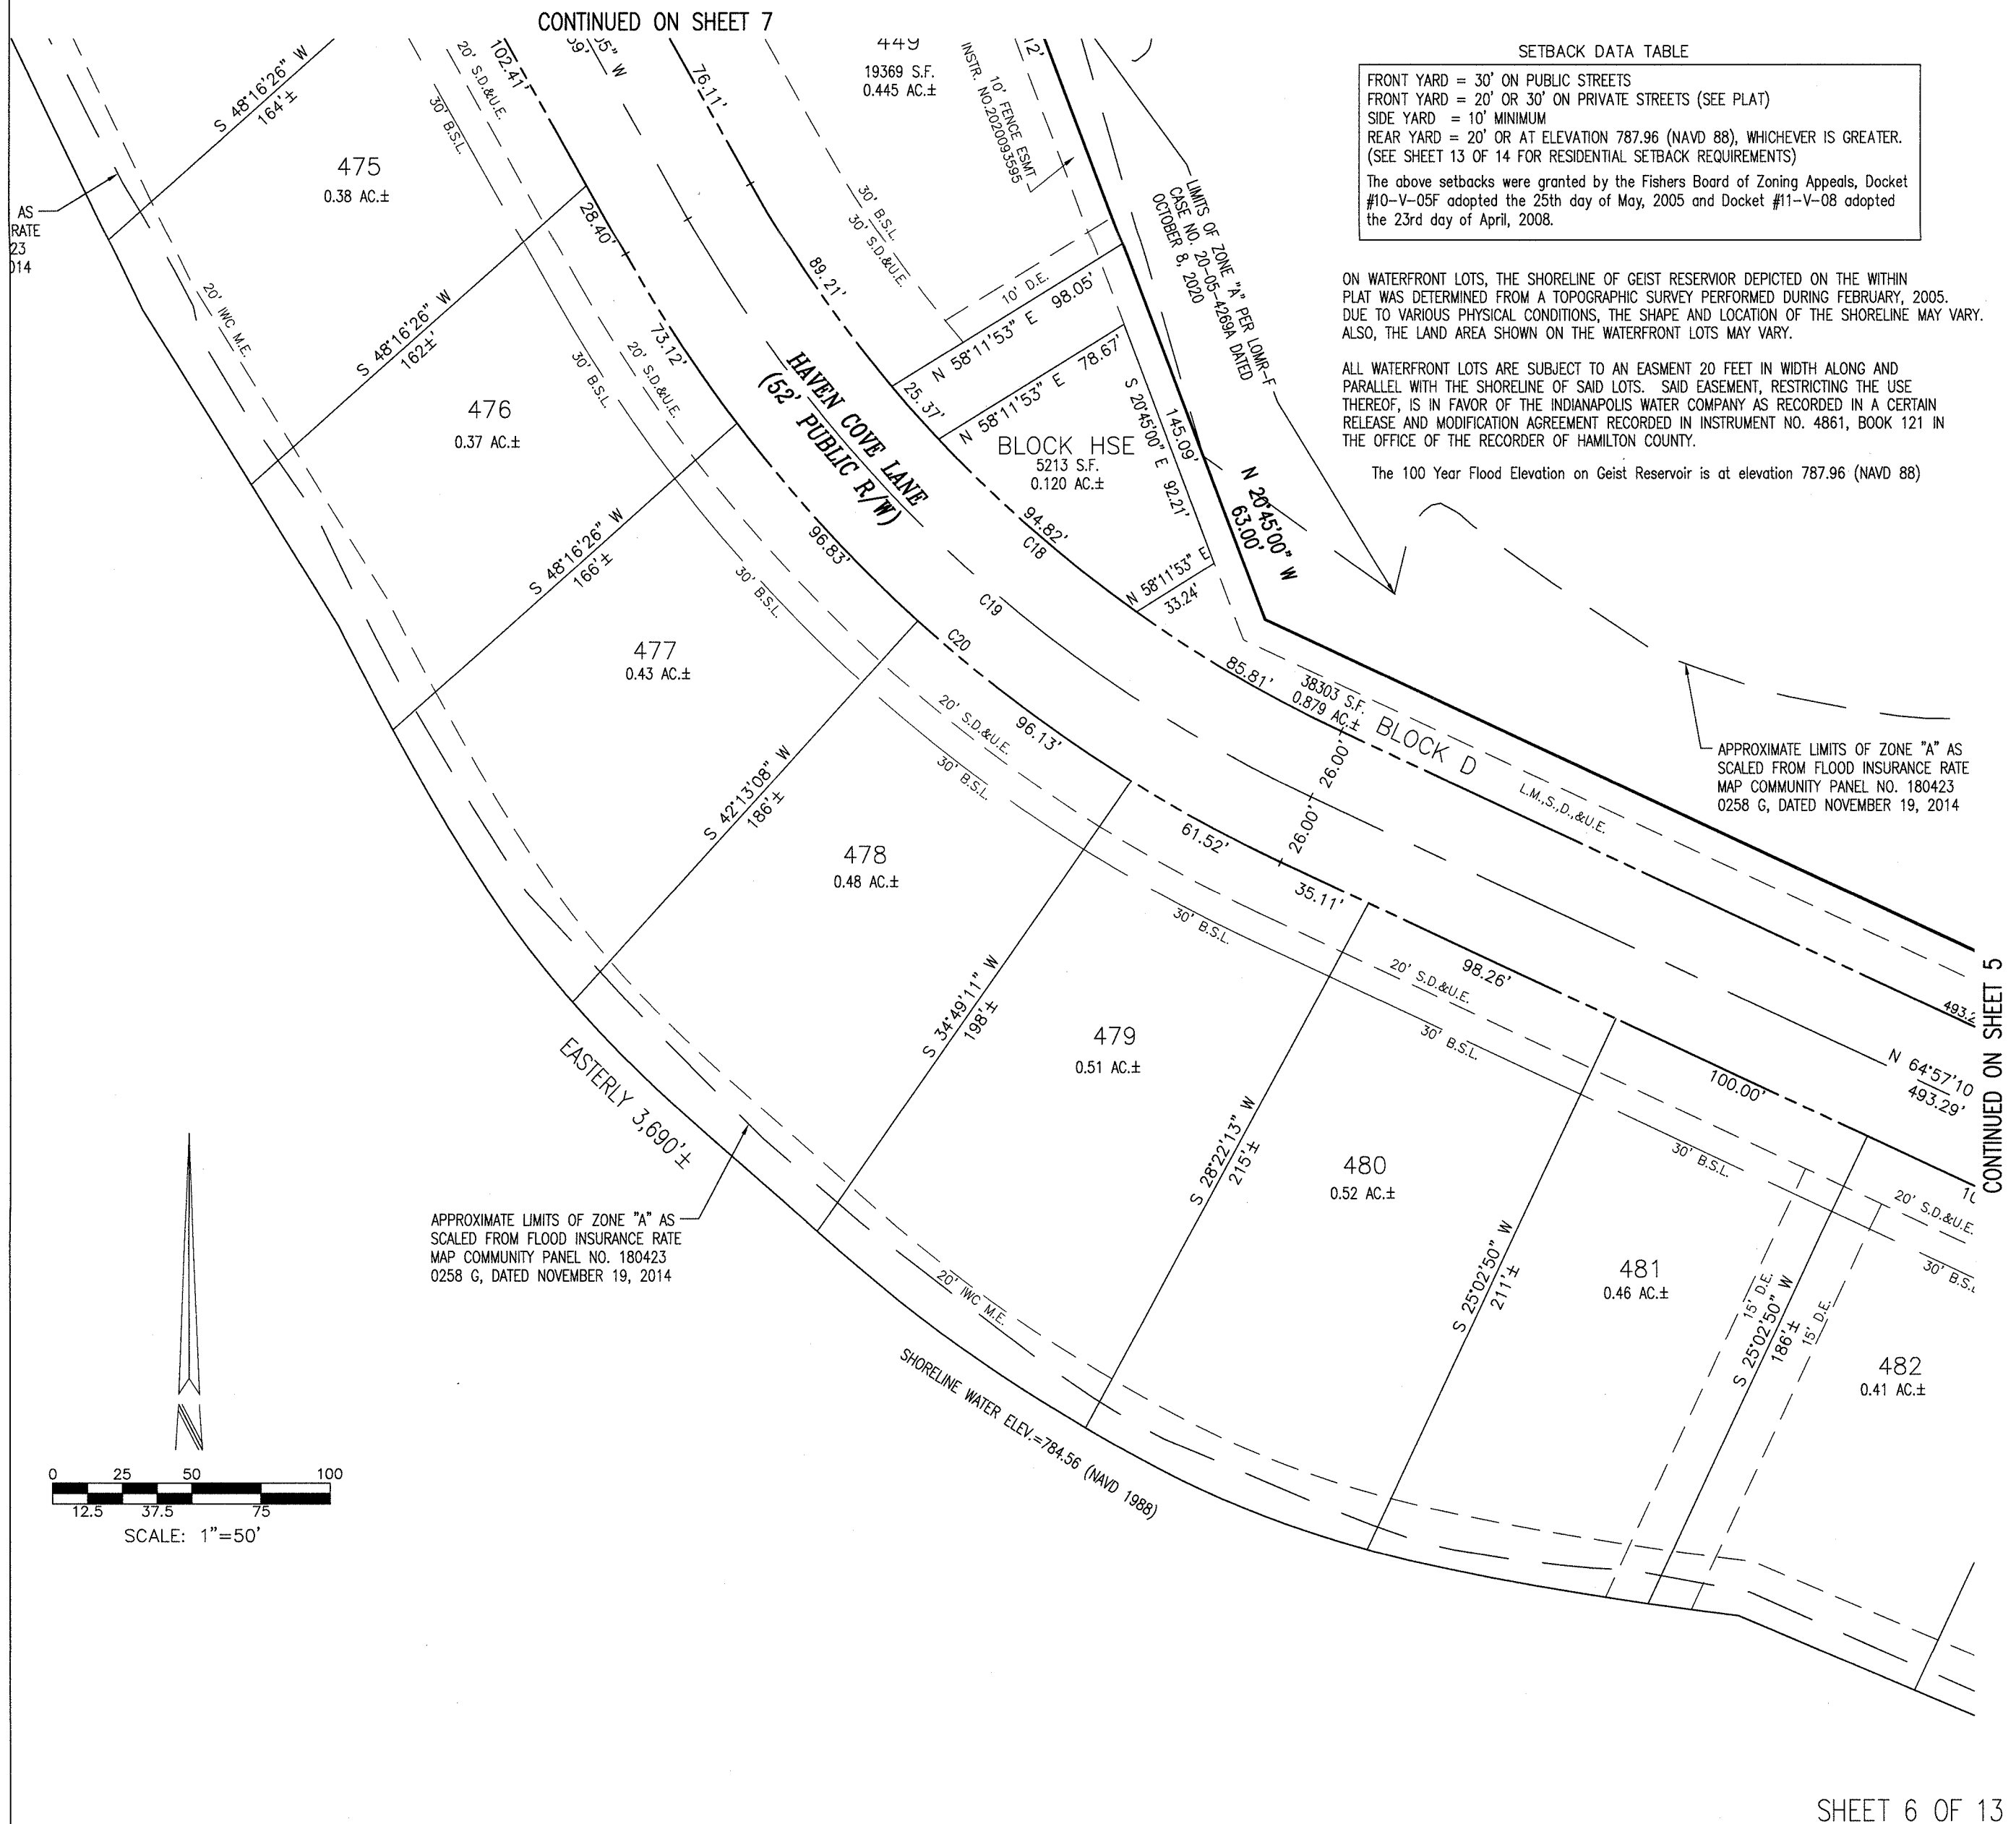 CONTINUED ON SHEET 7
SETBACK DATA TABLE
FRONT YARD = 30' ON PUBLIC STREETS
FRONT YARD = 20' OR 30' ON PRIVATE STREETS (SEE PLAT)
SIDE YARD = 10' MINIMUM
REAR YARD = 20' OR AT ELEVATION 787.96 (NAVD 88), WHICHEVER IS GREATER.
(SEE SHEET 13 OF 14 FOR RESIDENTIAL SETBACK REQUIREMENTS)
The above setbacks were granted by the Fishers Board of Zoning Appeals, Docket
#10-V-05F adopted the 25th day of May, 2005 and Docket #11-V-08 adopted
the 23rd day of April, 2008.
ON WATERFRONT LOTS, THE SHORELINE OF GEIST RESERVIOR DEPICTED ON THE WITHIN
PLAT WAS DETERMINED FROM A TOPOGRAPHIC SURVEY PERFORMED DURING FEBRUARY, 2005.
DUE TO VARIOUS PHYSICAL CONDITIONS, THE SHAPE AND LOCATION OF THE SHORELINE MAY VARY.
ALSO, THE LAND AREA SHOWN ON THE WATERFRONT LOTS MAY VARY.
ALL WATERFRONT LOTS ARE SUBJECT TO AN EASMENT 20 FEET IN WIDTH ALONG AND
PARALLEL WITH THE SHORELINE OF SAID LOTS. SAID EASEMENT, RESTRICTING THE USE
THEREOF, IS IN FAVOR OF THE INDIANAPOLIS WATER COMPANY AS RECORDED IN A CERTAIN
RELEASE AND MODIFICATION AGREEMENT RECORDED IN INSTRUMENT NO. 4861, BOOK 121 IN
THE OFFICE OF THE RECORDER OF HAMILTON COUNTY.
The 100 Year Flood Elevation on Geist Reservoir is at elevation 787.96 (NAVD 88)
AS
RATE
23
014
S 48°16'26" W
164'±
475
0.38 AC.±
20' IWC M.E.
30' B.S.L.
20' S.D.&U.E.
102.41'
05" W
76.11'
449
19369 S.F.
0.445 AC.±
10' FENCE ESMT
INSTR. NO.2020093595
12'
30' B.S.L.
30' S.D.&U.E.
89.21'
28.40'
73.12'
S 48°16'26" W
162±'
476
0.37 AC.±
30' B.S.L.
20' S.D.&U.E.
HAVEN COVE LANE
(52' PUBLIC R/W)
10' D.E.
N 58°11'53" E 98.05'
25.37'
N 58°11'53" E 78.67'
BLOCK HSE
5213 S.F.
0.120 AC.±
S 20°45'00" E 92.21'
145.09'
LIMITS OF ZONE "A" PER LOMR-F
CASE NO. 20-05-4269A DATED
OCTOBER 8, 2020
N 20°45'00" W
63.00'
94.82'
C18
N 58°11'53" E
33.24'
96.83'
C19
C20
S 48°16'26" W
166'±
30' B.S.L.
477
0.43 AC.±
85.81'
38303 S.F.
0.879 AC.±
BLOCK D
L.M.,S.,D.,&U.E.
26.00'
26.00'
20' S.D.&U.E.
96.13'
30' B.S.L.
APPROXIMATE LIMITS OF ZONE "A" AS
SCALED FROM FLOOD INSURANCE RATE
MAP COMMUNITY PANEL NO. 180423
0258 G, DATED NOVEMBER 19, 2014
S 42°13'08" W
186'±
478
0.48 AC.±
61.52'
35.11'
30' B.S.L.
20' S.D.&U.E.
98.26'
30' B.S.L.
493.2
N 64°57'10
493.29'
CONTINUED ON SHEET 5
S 34°49'11" W
198'±
479
0.51 AC.±
100.00'
30' B.S.L.
20' S.D.&U.E.
30' B.S.L
EASTERLY 3,690'±
S 28°22'13" W
215'±
480
0.52 AC.±
APPROXIMATE LIMITS OF ZONE "A" AS
SCALED FROM FLOOD INSURANCE RATE
MAP COMMUNITY PANEL NO. 180423
0258 G, DATED NOVEMBER 19, 2014
20' IWC M.E.
S 25°02'50" W
211'±
481
0.46 AC.±
15' D.E.
S 25°02'50" W
186'±
15' D.E.
482
0.41 AC.±
SHORELINE WATER ELEV.=784.56 (NAVD 1988)
N
0 25 50 100
12.5 37.5 75
SCALE: 1"=50'
SHEET 6 OF 13